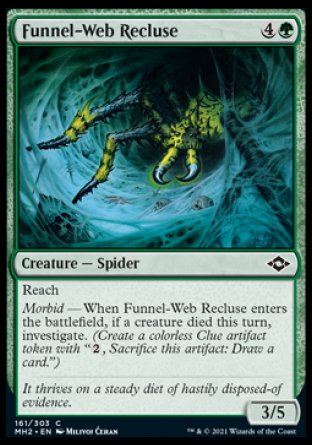 Funnel-Web Recluse 4
Creature — Spider
Reach
Morbid — When Funnel-Web Recluse enters
the battlefield, if a creature died this turn,
investigate. (Create a colorless Clue artifact
token with “2, Sacrifice this artifact: Draw a
card.”)
It thrives on a steady diet of hastily disposed-of
evidence.
3/5
161/303 C
MH2 • EN MILIVOJ ĆERAN ™ & © 2021 Wizards of the Coast